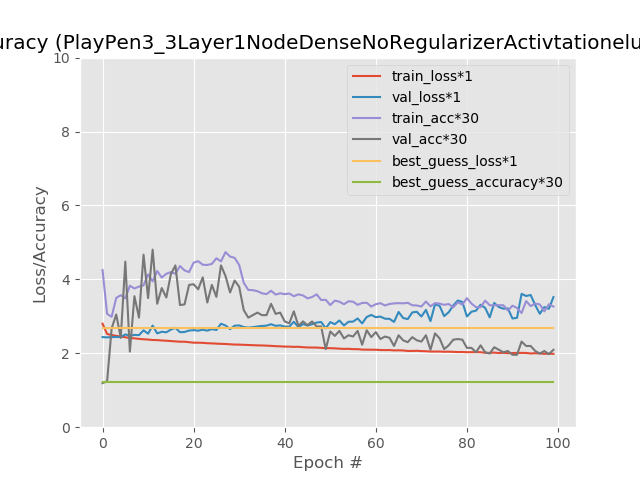 uracy (PlayPen3_3Layer1NodeDenseNoRegularizerActivtationelu
train_loss*1
val_loss*1
train_acc*30
val_acc*30
best_guess_loss*1
best_guess_accuracy*30
Loss/Accuracy
10
8
6
4
2
0
0 20 40 60 80 100
Epoch #